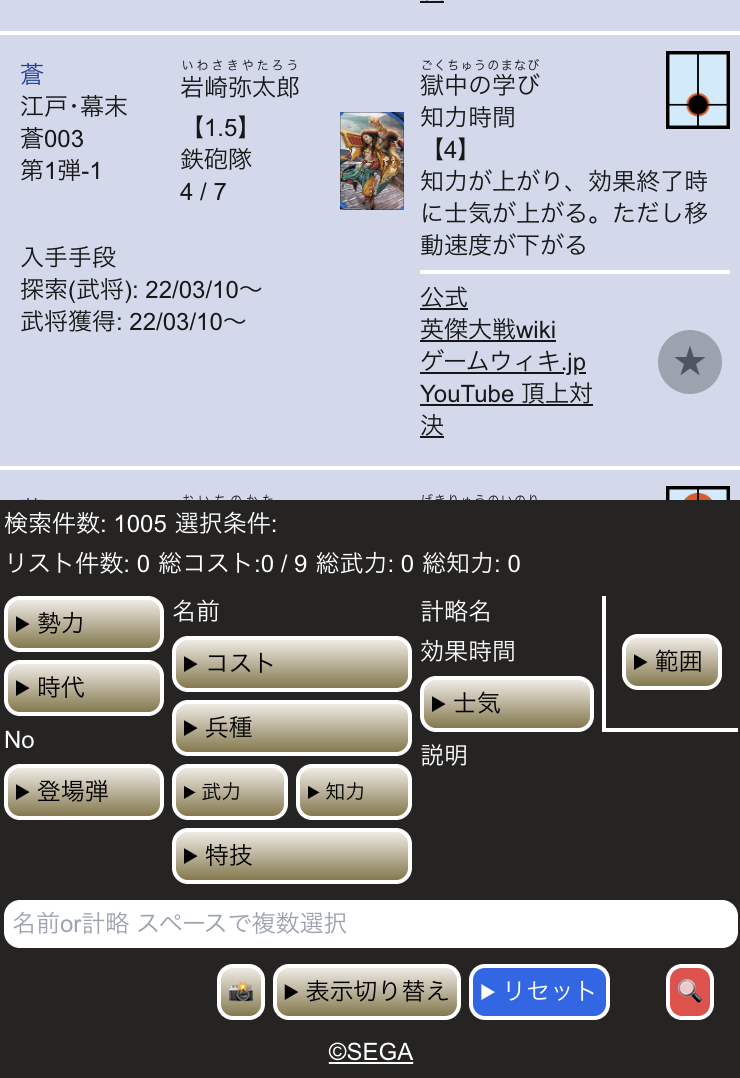 蒼
江戸･幕末
蒼003
第1弾-1
いわさきやたろう
岩崎弥太郎
【1.5】
鉄砲隊
4 / 7
ごくちゅうのまなび
獄中の学び
知力時間
【4】
知力が上がり、効果終了時
に士気が上がる。ただし移
動速度が下がる
入手手段
探索(武将): 22/03/10〜
武将獲得: 22/03/10〜
公式
英傑大戦wiki
ゲームウィキ.jp
YouTube 頂上対
決
検索件数: 1005 選択条件:
リスト件数: 0 総コスト:0 / 9 総武力: 0 総知力: 0
▶ 勢力
▶ 時代
No
▶ 登場弾
名前
▶ コスト
▶ 兵種
▶ 武力
▶ 知力
▶ 特技
計略名
効果時間
▶ 士気
説明
▶ 範囲
名前or計略 スペースで複数選択
▶ 表示切り替え
▶ リセット
©SEGA